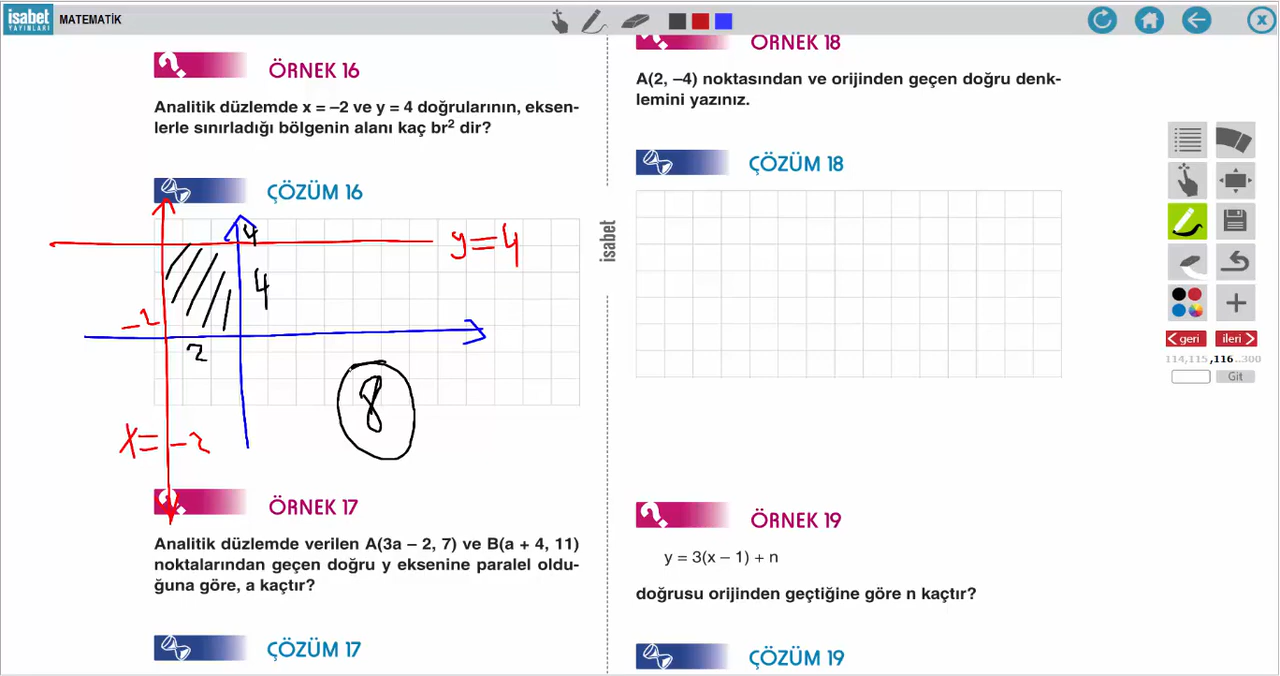 isabet
YAYINLARI
MATEMATİK
ÖRNEK 16
Analitik düzlemde x = –2 ve y = 4 doğrularının, eksen-
lerle sınırladığı bölgenin alanı kaç br² dir?
ÇÖZÜM 16
4
y = 4
4
–2
2
8
x = –2
ÖRNEK 17
Analitik düzlemde verilen A(3a – 2, 7) ve B(a + 4, 11)
noktalarından geçen doğru y eksenine paralel oldu-
ğuna göre, a kaçtır?
ÇÖZÜM 17
isabet
ÖRNEK 18
A(2, –4) noktasından ve orijinden geçen doğru denk-
lemini yazınız.
ÇÖZÜM 18
ÖRNEK 19
y = 3(x – 1) + n
doğrusu orijinden geçtiğine göre n kaçtır?
ÇÖZÜM 19
< geri
ileri >
114,115,116..300
Git